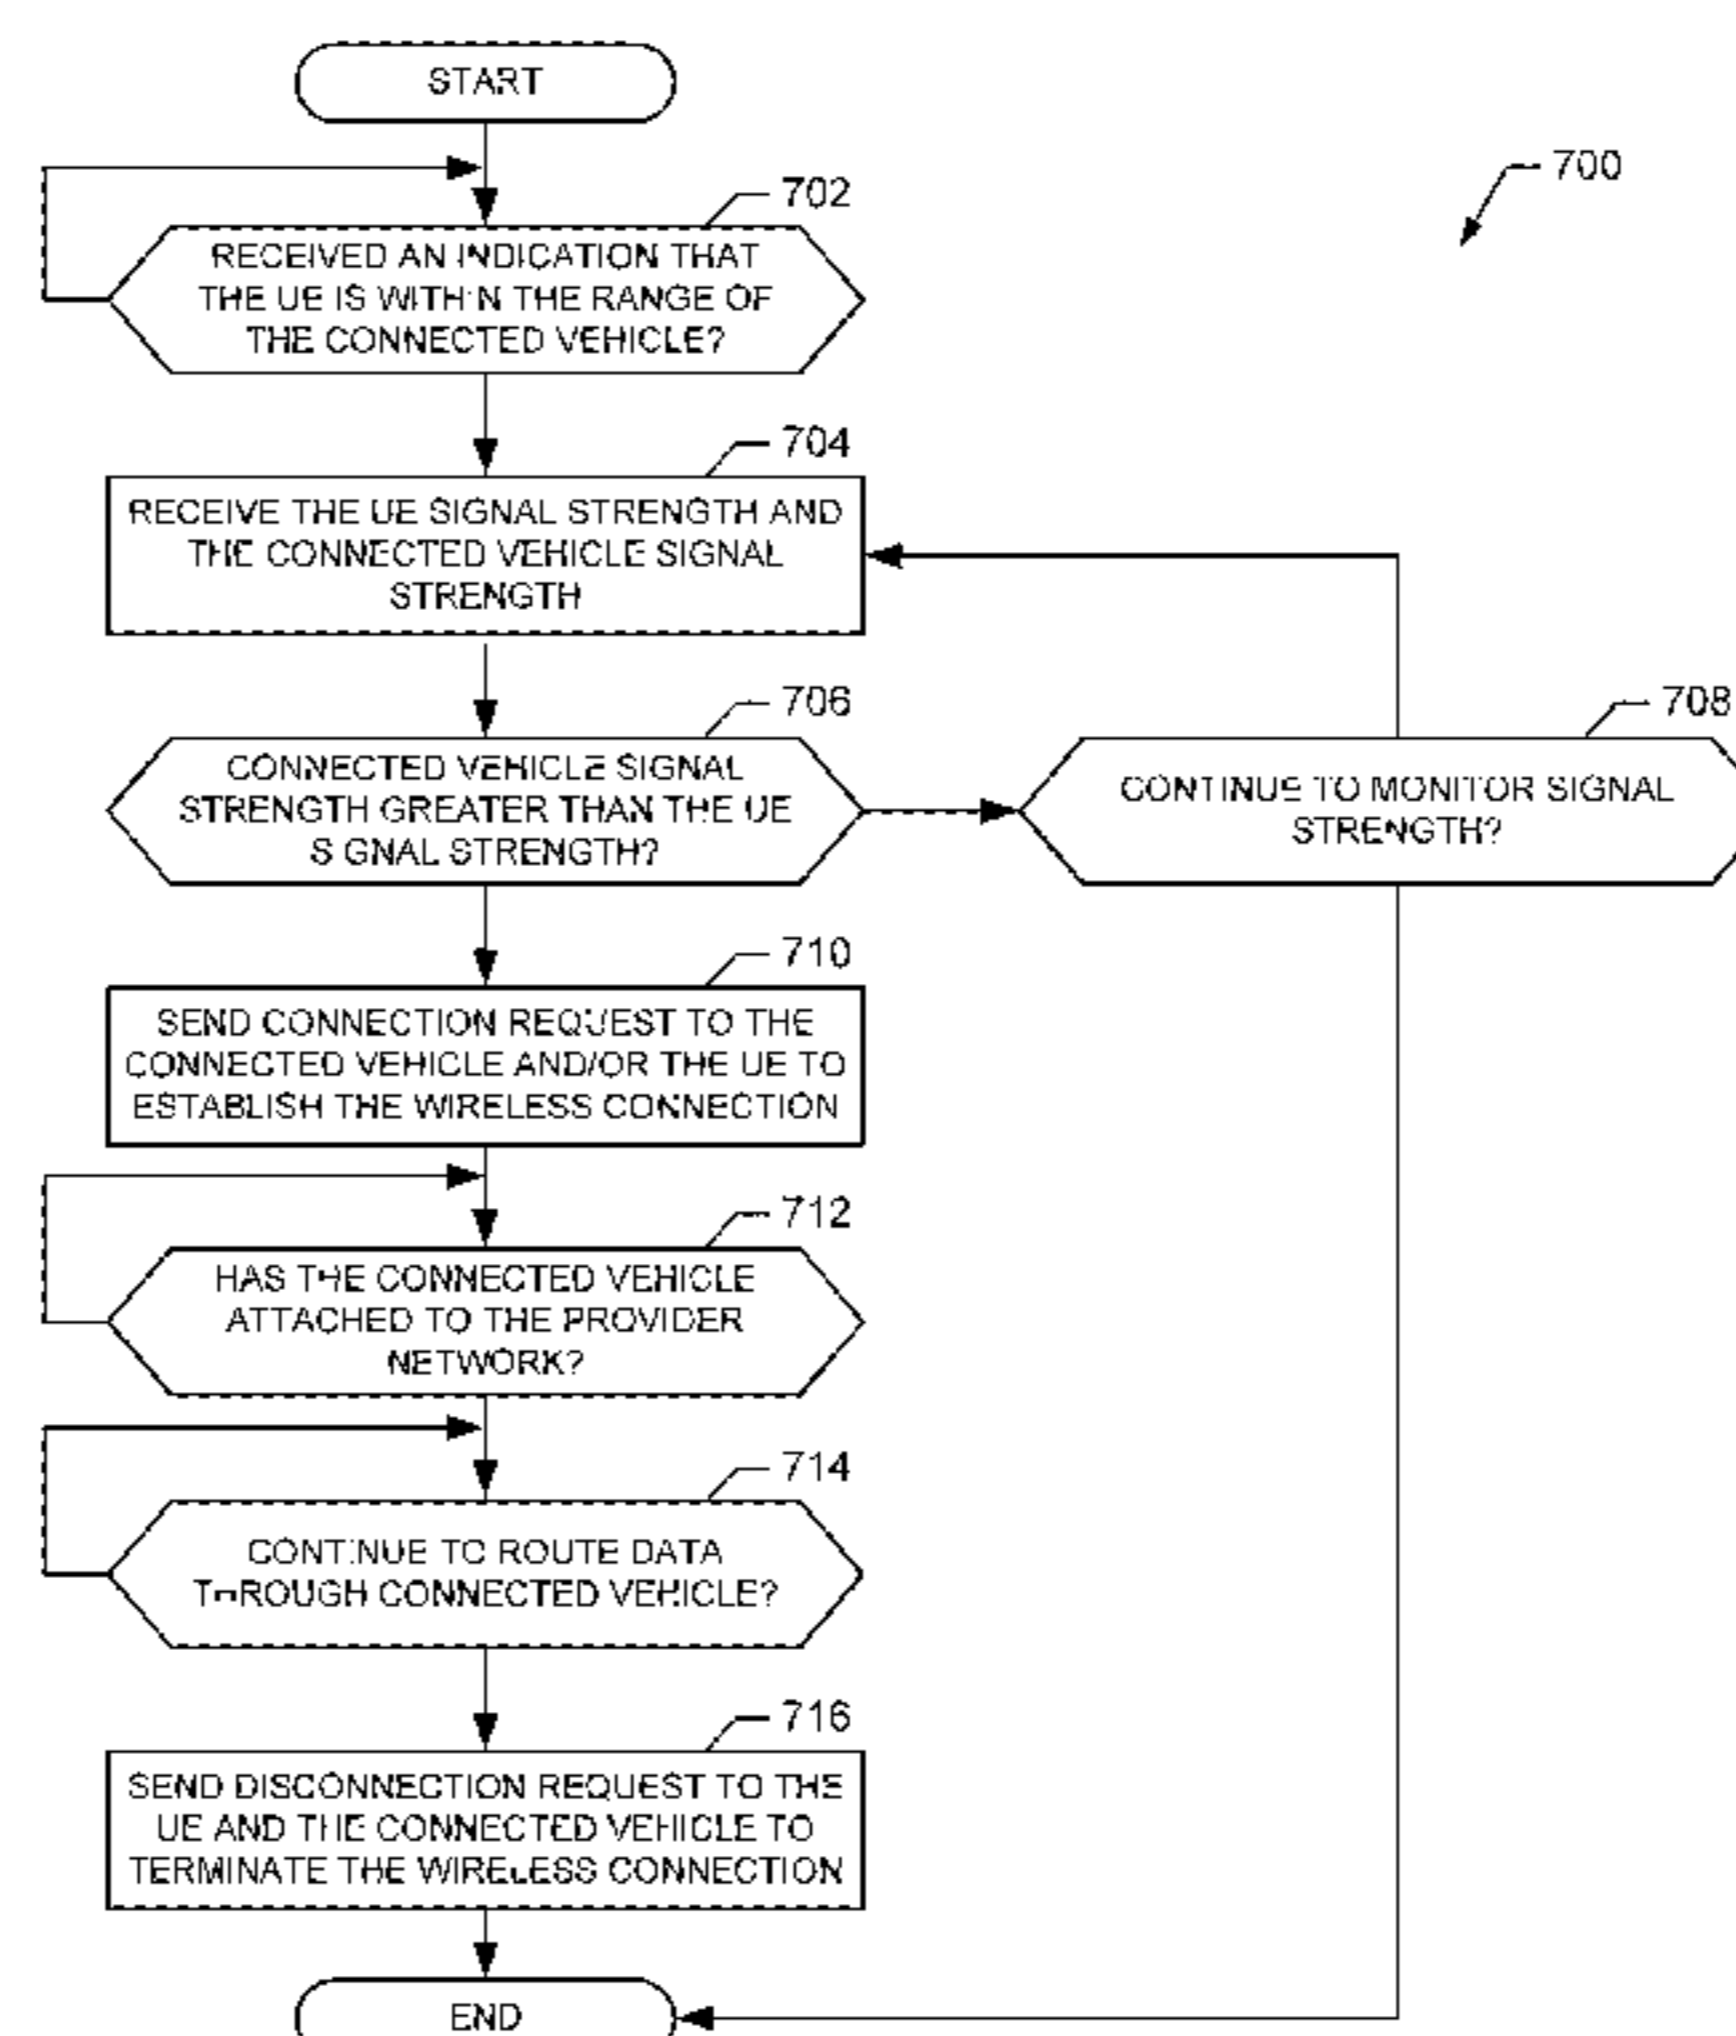 START
700
702
RECEIVED AN INDICATION THAT
THE UE IS WITHIN THE RANGE OF
THE CONNECTED VEHICLE?
704
RECEIVE THE UE SIGNAL STRENGTH AND
THE CONNECTED VEHICLE SIGNAL
STRENGTH
706
CONNECTED VEHICLE SIGNAL
STRENGTH GREATER THAN THE UE
SIGNAL STRENGTH?
708
CONTINUE TO MONITOR SIGNAL
STRENGTH?
710
SEND CONNECTION REQUEST TO THE
CONNECTED VEHICLE AND/OR THE UE TO
ESTABLISH THE WIRELESS CONNECTION
712
HAS THE CONNECTED VEHICLE
ATTACHED TO THE PROVIDER
NETWORK?
714
CONTINUE TO ROUTE DATA
THROUGH CONNECTED VEHICLE?
716
SEND DISCONNECTION REQUEST TO THE
UE AND THE CONNECTED VEHICLE TO
TERMINATE THE WIRELESS CONNECTION
END